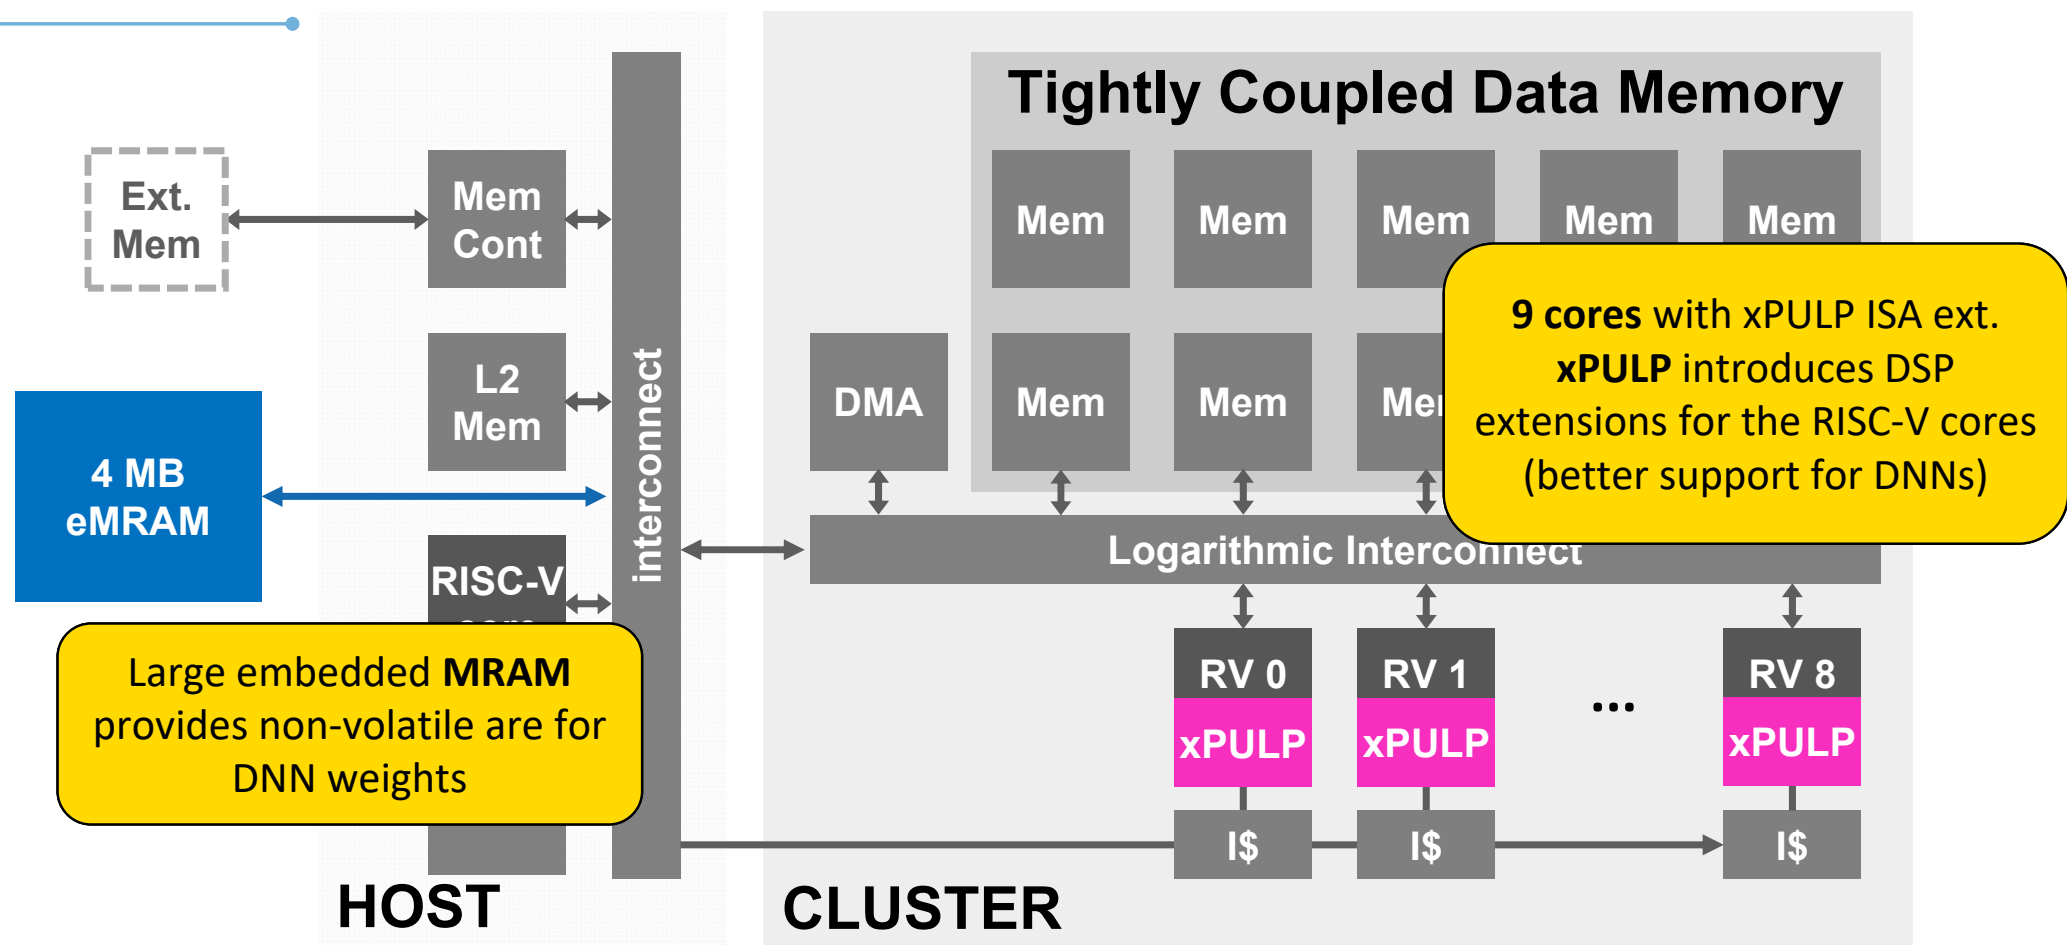 Tightly Coupled Data Memory
Ext.
Mem
Mem
Cont
Mem
Mem
Mem
Mem
Mem
9 cores with xPULP ISA ext.
xPULP introduces DSP
extensions for the RISC-V cores
(better support for DNNs)
L2
Mem
interconnect
DMA
Mem
Mem
4 MB
eMRAM
Logarithmic Interconnect
RISC-V
Large embedded MRAM
provides non-volatile are for
DNN weights
RV 0
RV 1
...
RV 8
xPULP
xPULP
xPULP
I$
I$
I$
HOST
CLUSTER